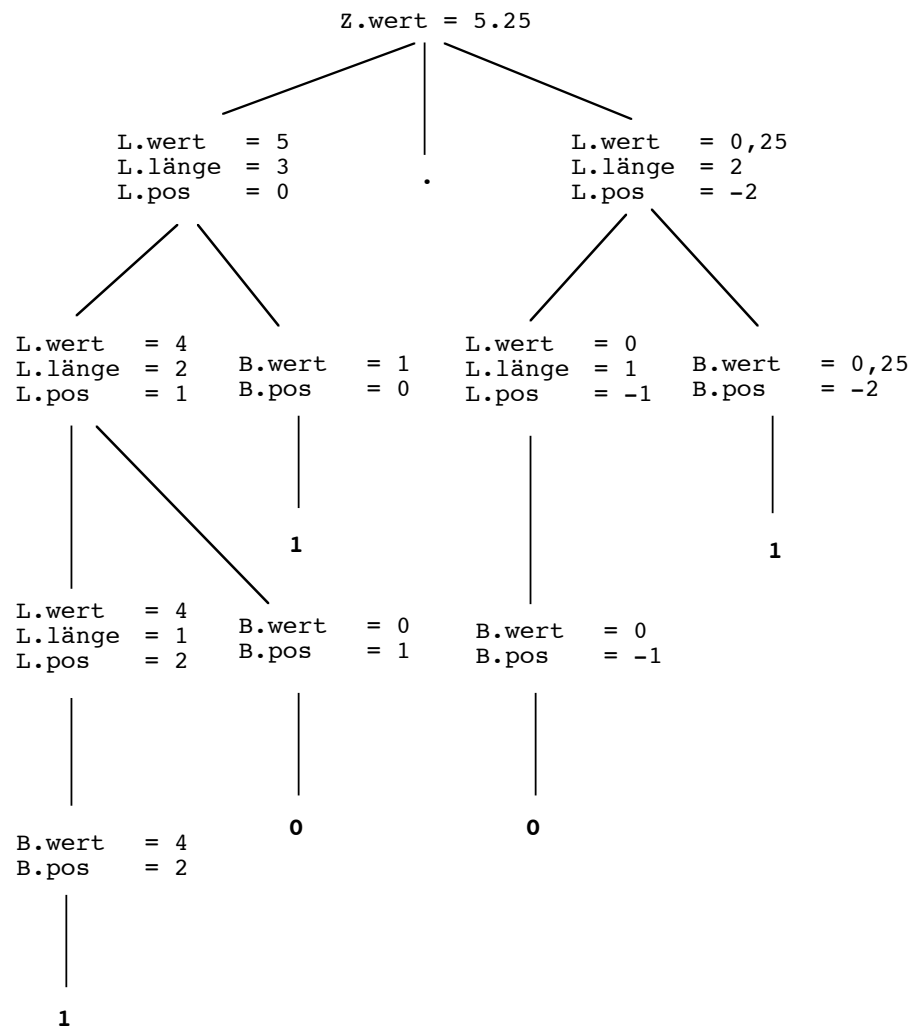 Z.wert = 5.25
L.wert = 5
L.länge = 3
L.pos = 0
.
L.wert = 0,25
L.länge = 2
L.pos = -2
L.wert = 4
L.länge = 2
L.pos = 1
B.wert = 1
B.pos = 0
L.wert = 0
L.länge = 1
L.pos = -1
B.wert = 0,25
B.pos = -2
1
1
L.wert = 4
L.länge = 1
L.pos = 2
B.wert = 0
B.pos = 1
B.wert = 0
B.pos = -1
0
0
B.wert = 4
B.pos = 2
1